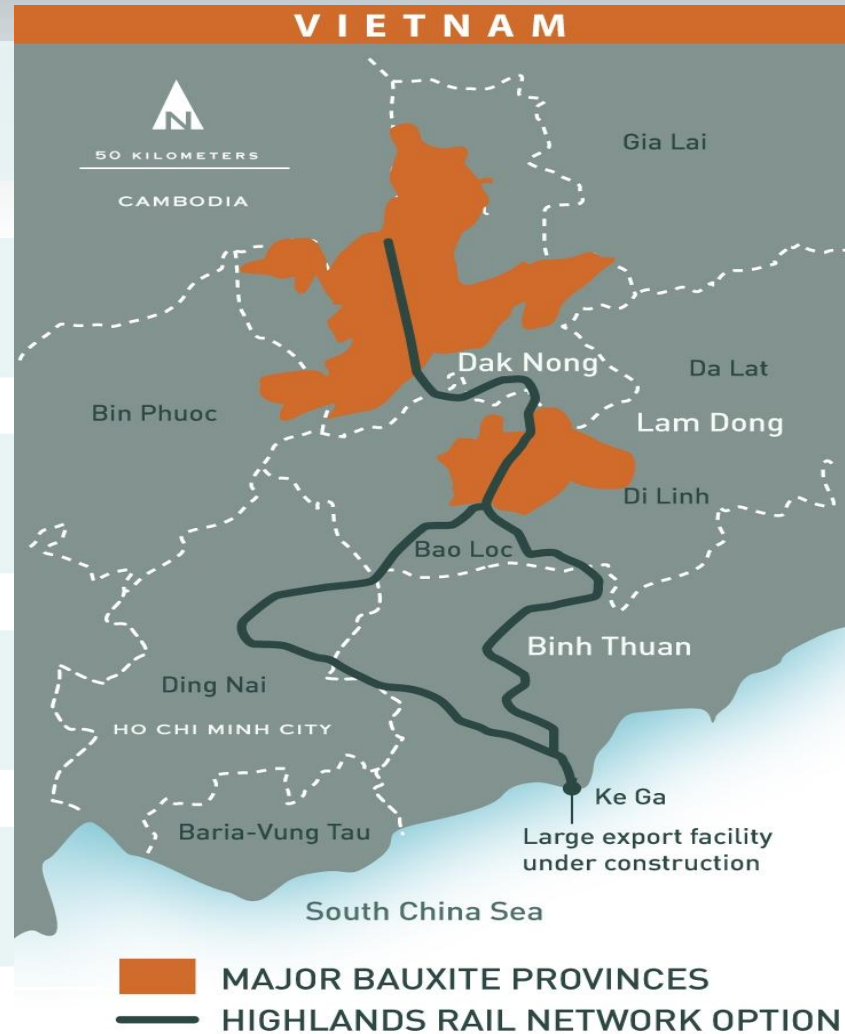 VIETNAM
N
50 KILOMETERS
CAMBODIA
Gia Lai
Dak Nong
Da Lat
Bin Phuoc
Lam Dong
Di Linh
Bao Loc
Binh Thuan
Ding Nai
HO CHI MINH CITY
Ke Ga
Baria-Vung Tau
Large export facility
under construction
South China Sea
MAJOR BAUXITE PROVINCES
HIGHLANDS RAIL NETWORK OPTION